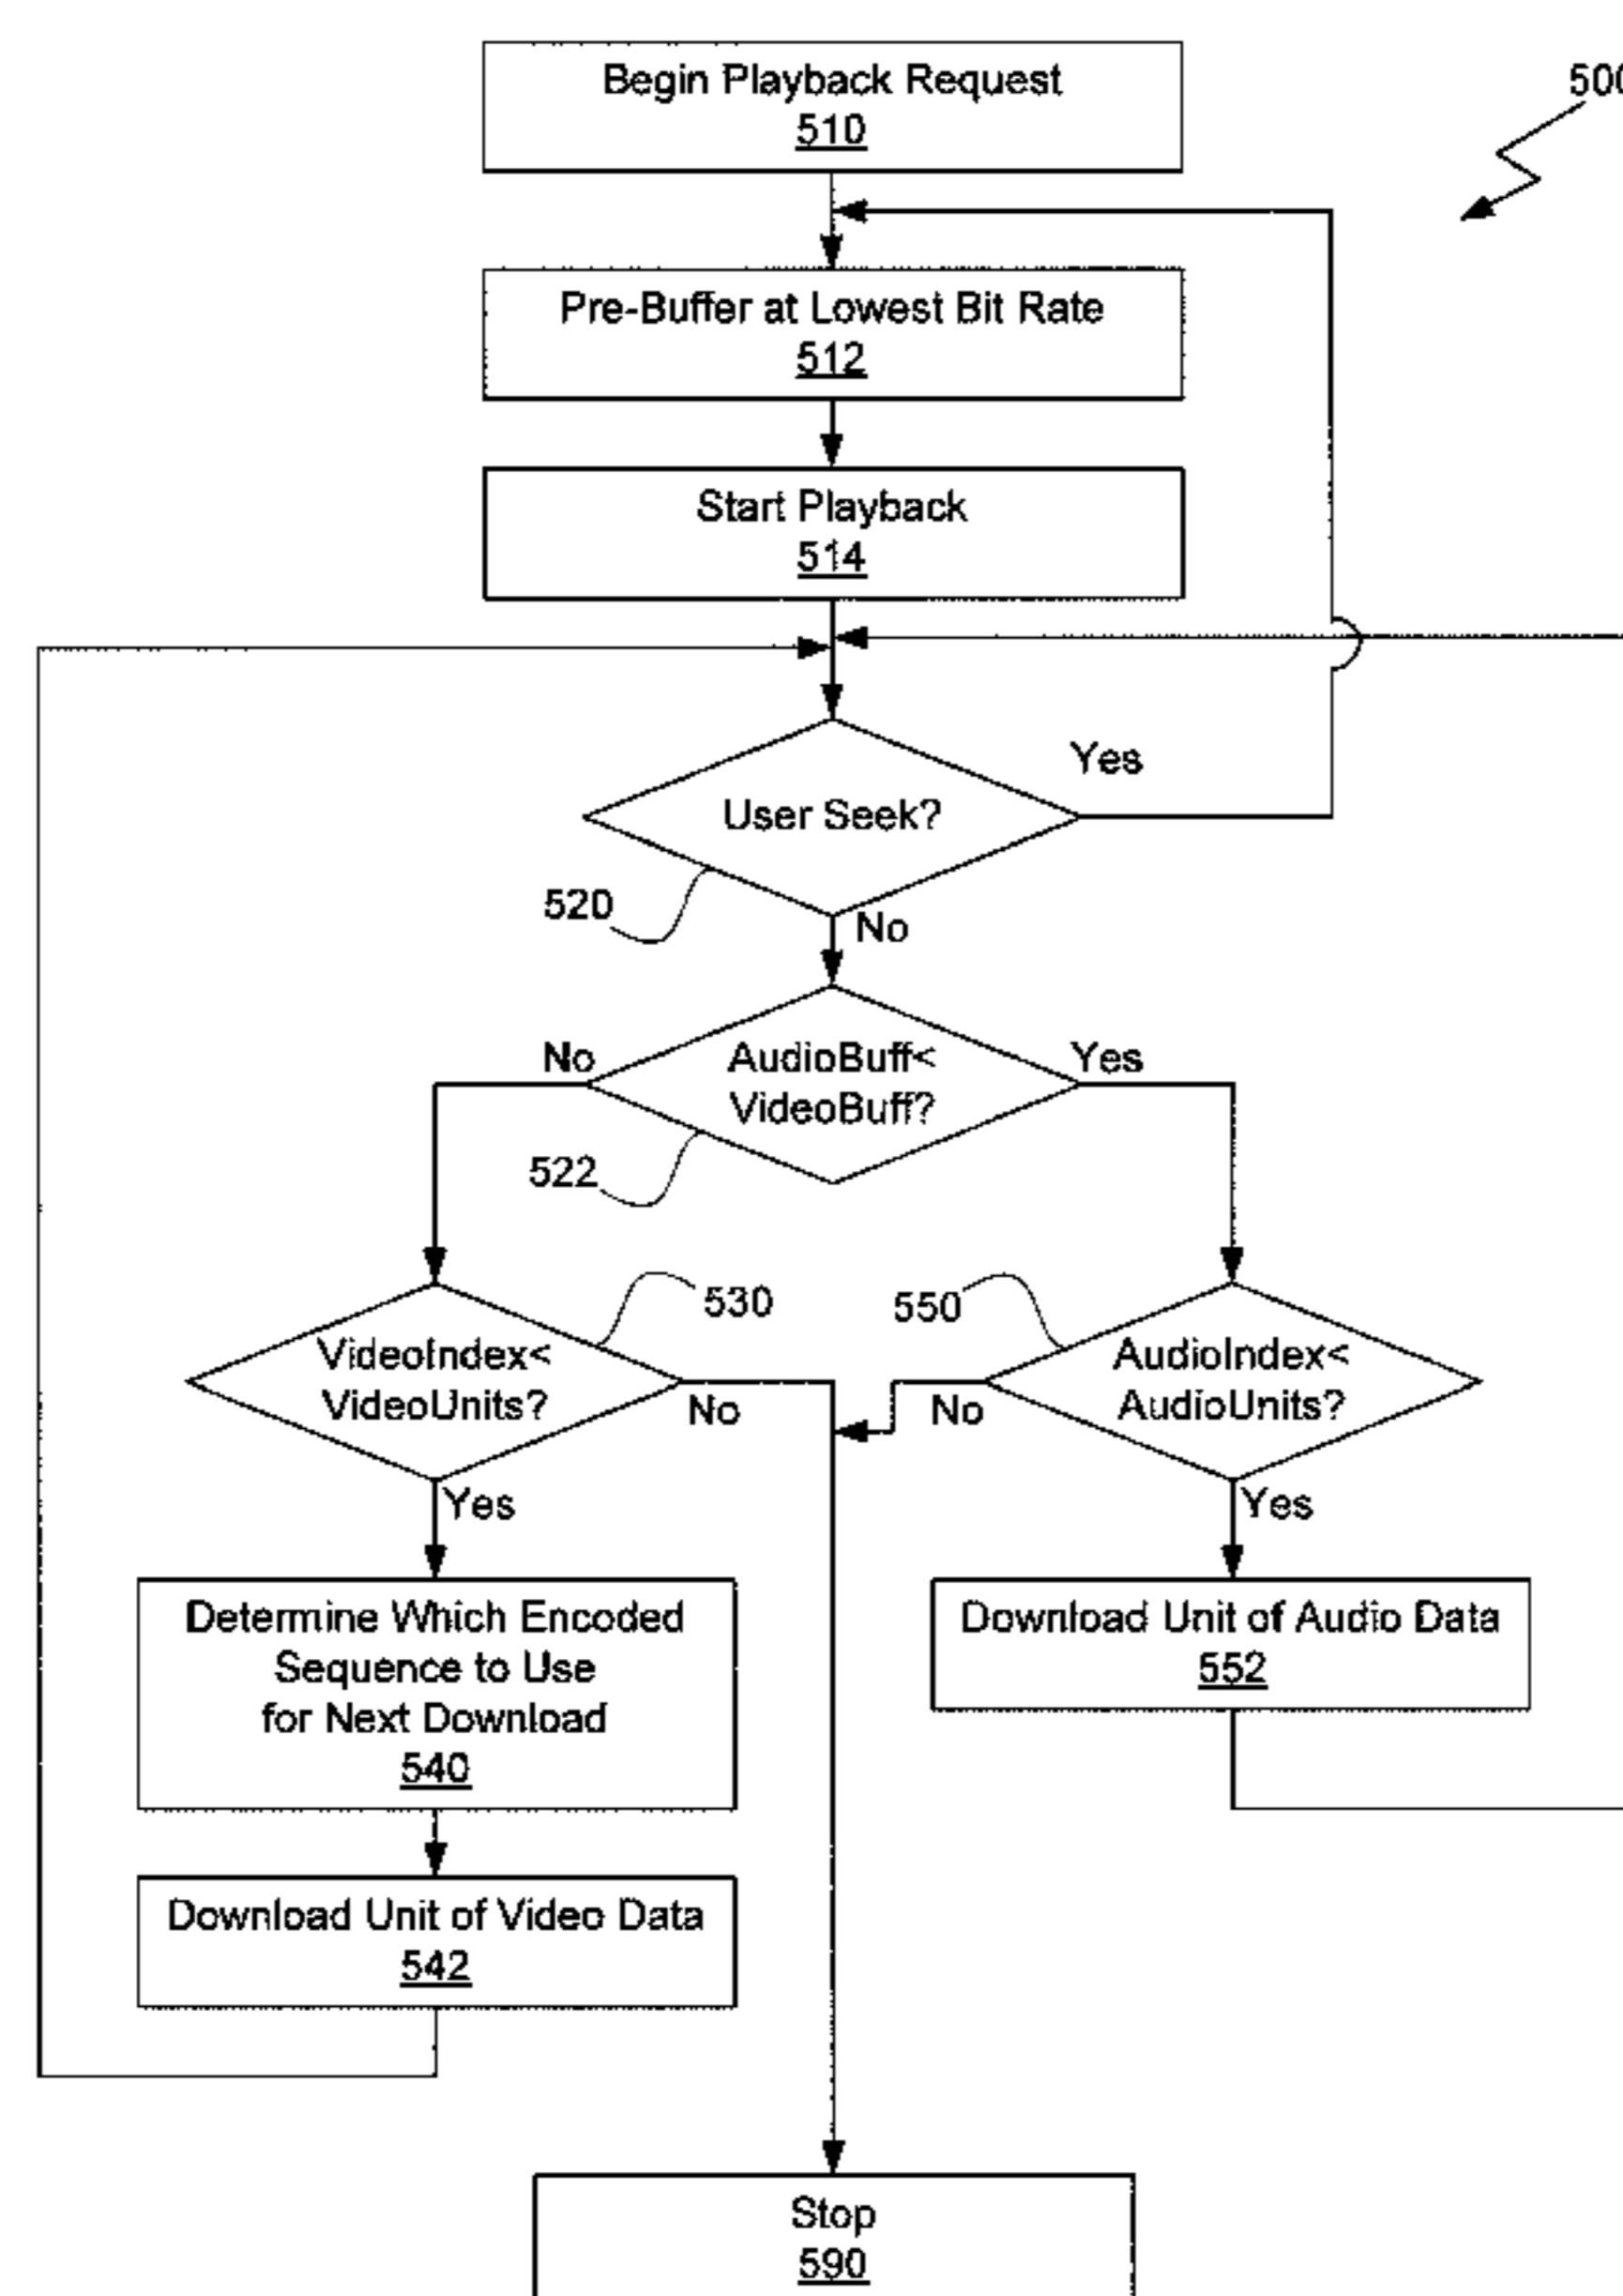 Begin Playback Request
510
500
Pre-Buffer at Lowest Bit Rate
512
Start Playback
514
User Seek?
Yes
520
No
AudioBuff<
VideoBuff?
No
Yes
522
VideoIndex<
VideoUnits?
530
No
Yes
550
AudioIndex<
AudioUnits?
No
Yes
Determine Which Encoded
Sequence to Use
for Next Download
540
Download Unit of Audio Data
552
Download Unit of Video Data
542
Stop
590